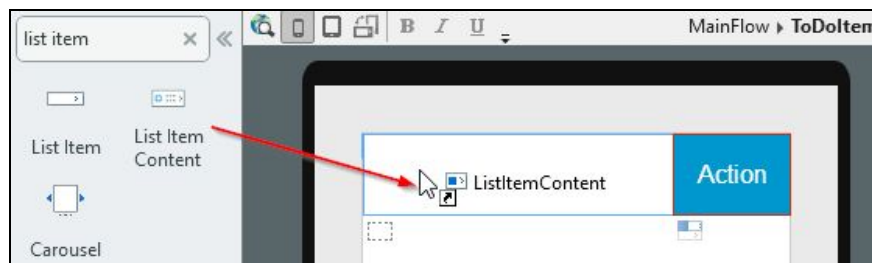 list item
B I U
MainFlow ToDoItem
List Item
List Item
Content
Carousel
ListItemContent
Action